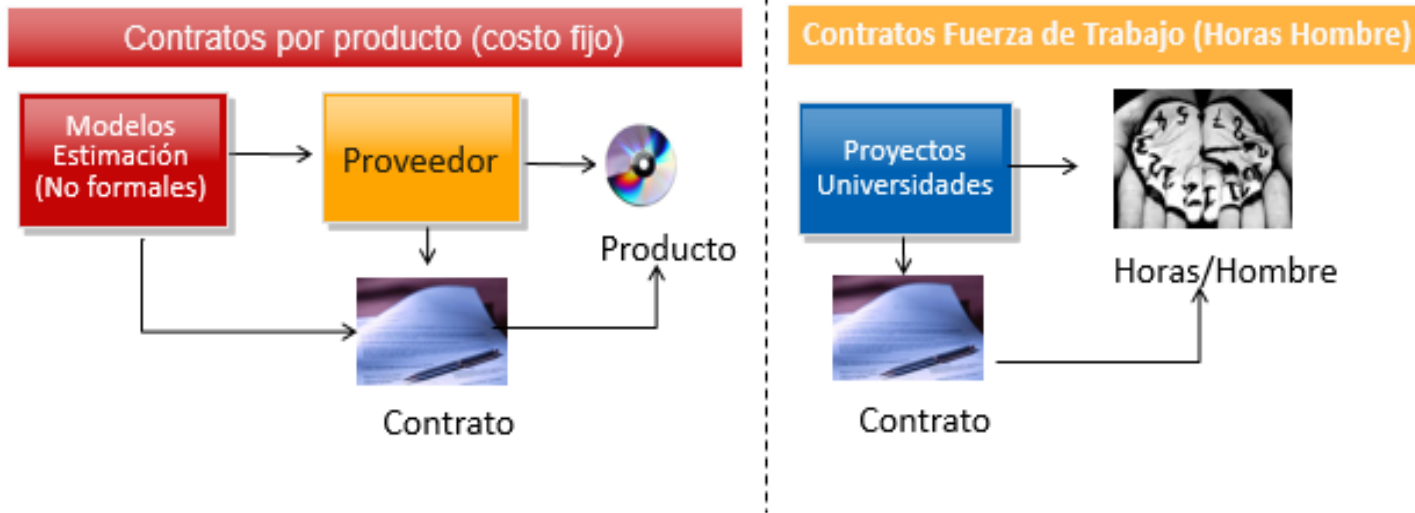 Contratos por producto (costo fijo)
Modelos
Estimación
(No formales)
Proveedor
Producto
Contrato
Contratos Fuerza de Trabajo (Horas Hombre)
Proyectos
Universidades
Horas/Hombre
Contrato